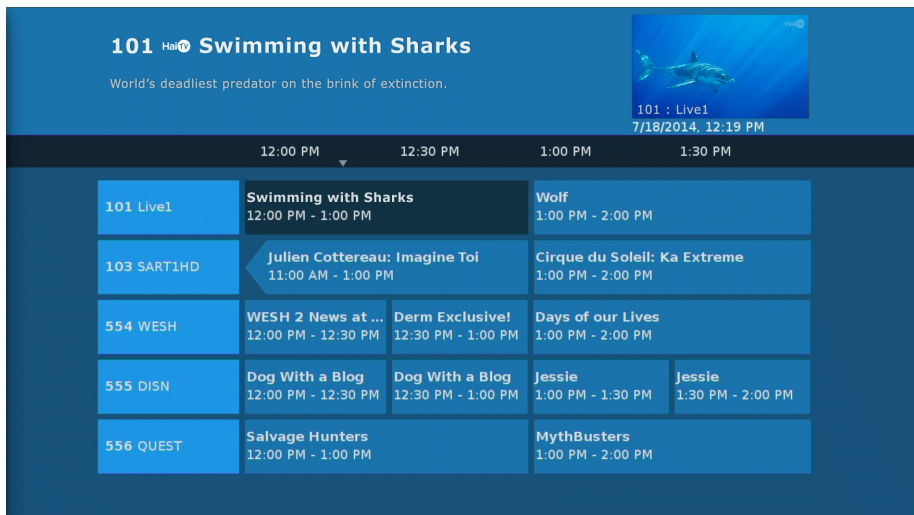 101 HaiTV Swimming with Sharks
World's deadliest predator on the brink of extinction.
HaiTV
101 : Live1
7/18/2014, 12:19 PM
12:00 PM 12:30 PM 1:00 PM 1:30 PM
101 Live1
Swimming with Sharks
12:00 PM - 1:00 PM
Wolf
1:00 PM - 2:00 PM
103 SART1HD
Julien Cottereau: Imagine Toi
11:00 AM - 1:00 PM
Cirque du Soleil: Ka Extreme
1:00 PM - 2:00 PM
554 WESH
WESH 2 News at ...
12:00 PM - 12:30 PM
Derm Exclusive!
12:30 PM - 1:00 PM
Days of our Lives
1:00 PM - 2:00 PM
555 DISN
Dog With a Blog
12:00 PM - 12:30 PM
Dog With a Blog
12:30 PM - 1:00 PM
Jessie
1:00 PM - 1:30 PM
Jessie
1:30 PM - 2:00 PM
556 QUEST
Salvage Hunters
12:00 PM - 1:00 PM
MythBusters
1:00 PM - 2:00 PM